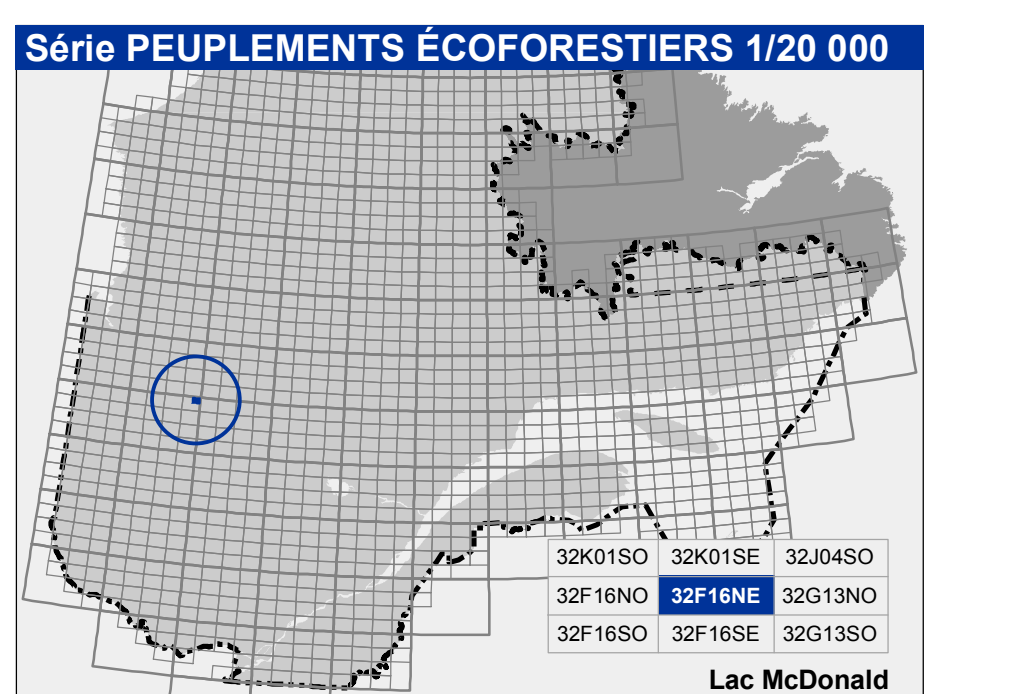 Série PEUPLEMENTS ÉCOFORESTIERS 1/20 000
32K01SO 32K01SE 32J04SO
32F16NO 32F16NE 32G13NO
32F16SO 32F16SE 32G13SO
Lac McDonald